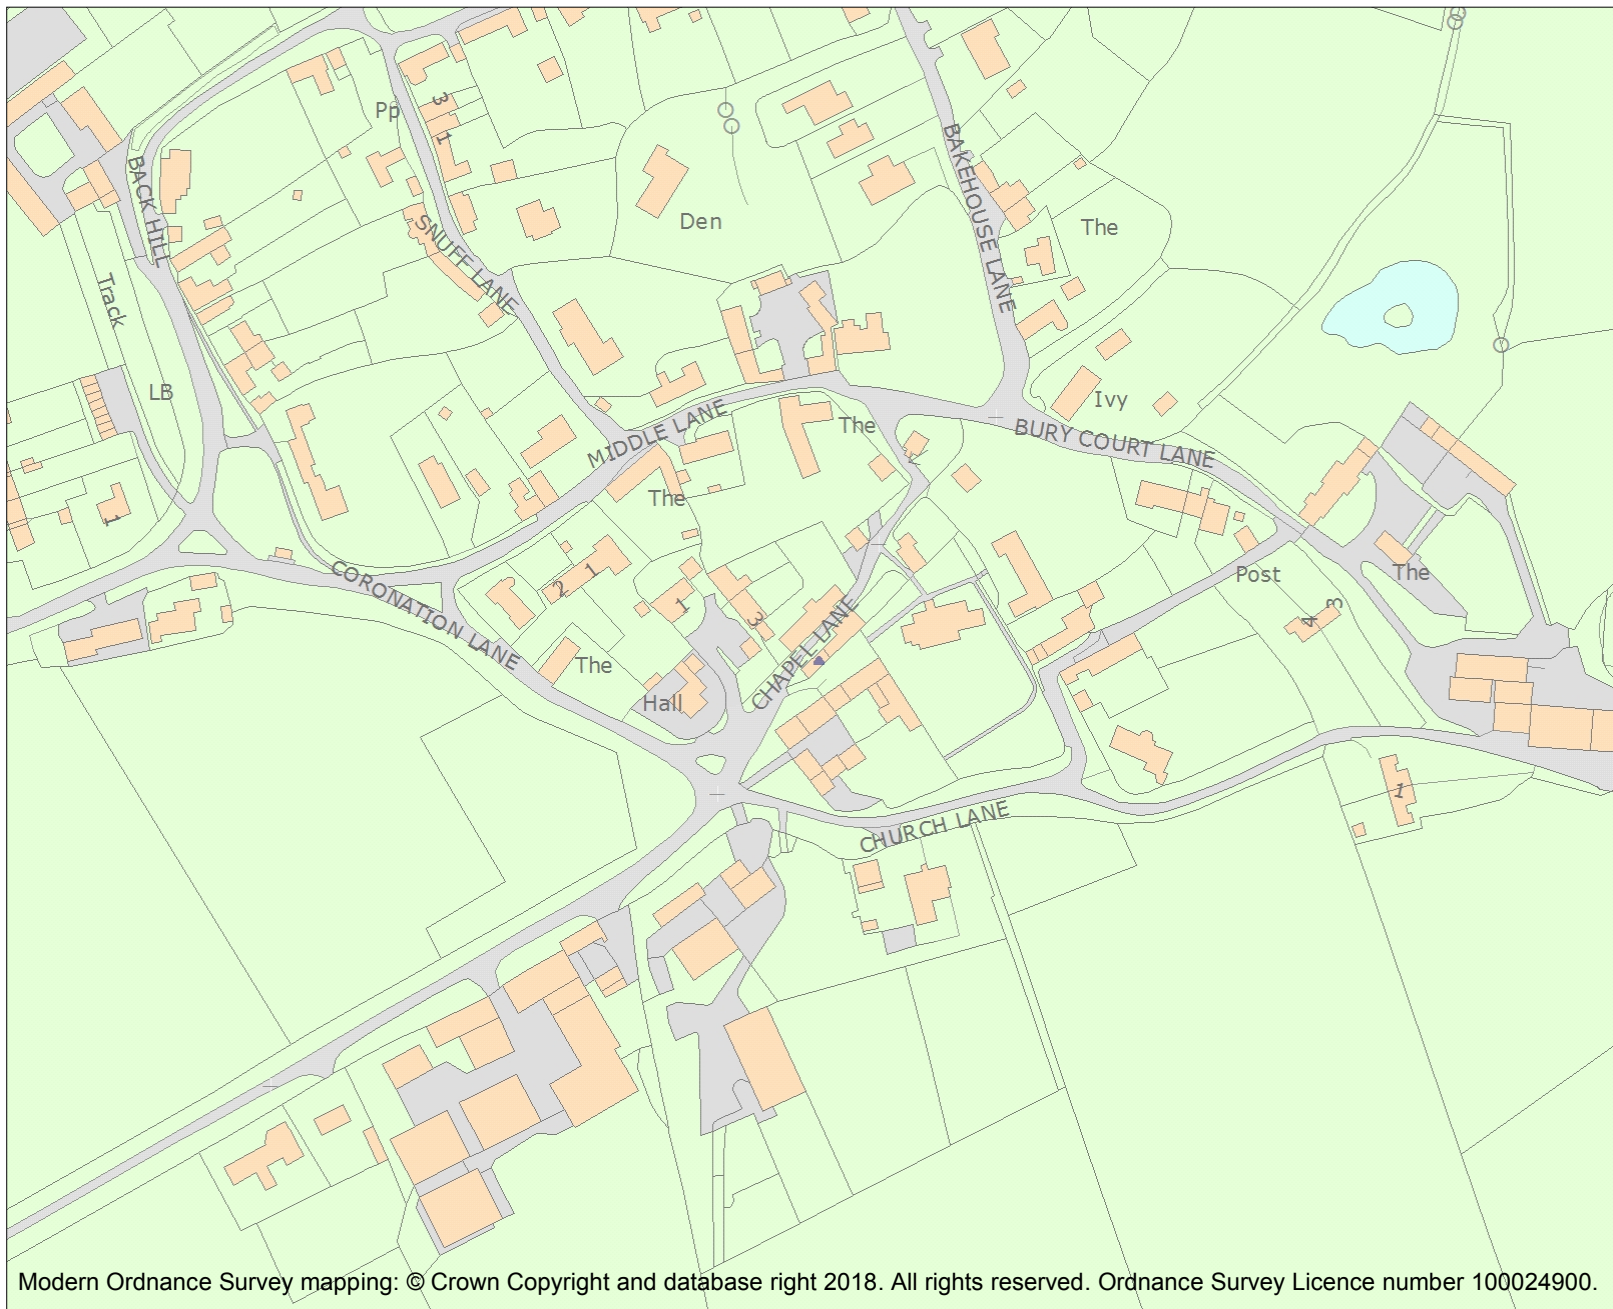 3
Pp
1
BACK HILL
BAKEHOUSE LANE
SNUFF LANE
Den
The
Track
LB
Ivy
MIDDLE LANE
The
BURY COURT LANE
The
1
Post
The
CORONATION LANE
2
1
1
3
4
3
The
Hall
CHAPEL LANE
1
CHURCH LANE
Modern Ordnance Survey mapping: © Crown Copyright and database right 2018. All rights reserved. Ordnance Survey Licence number 100024900.